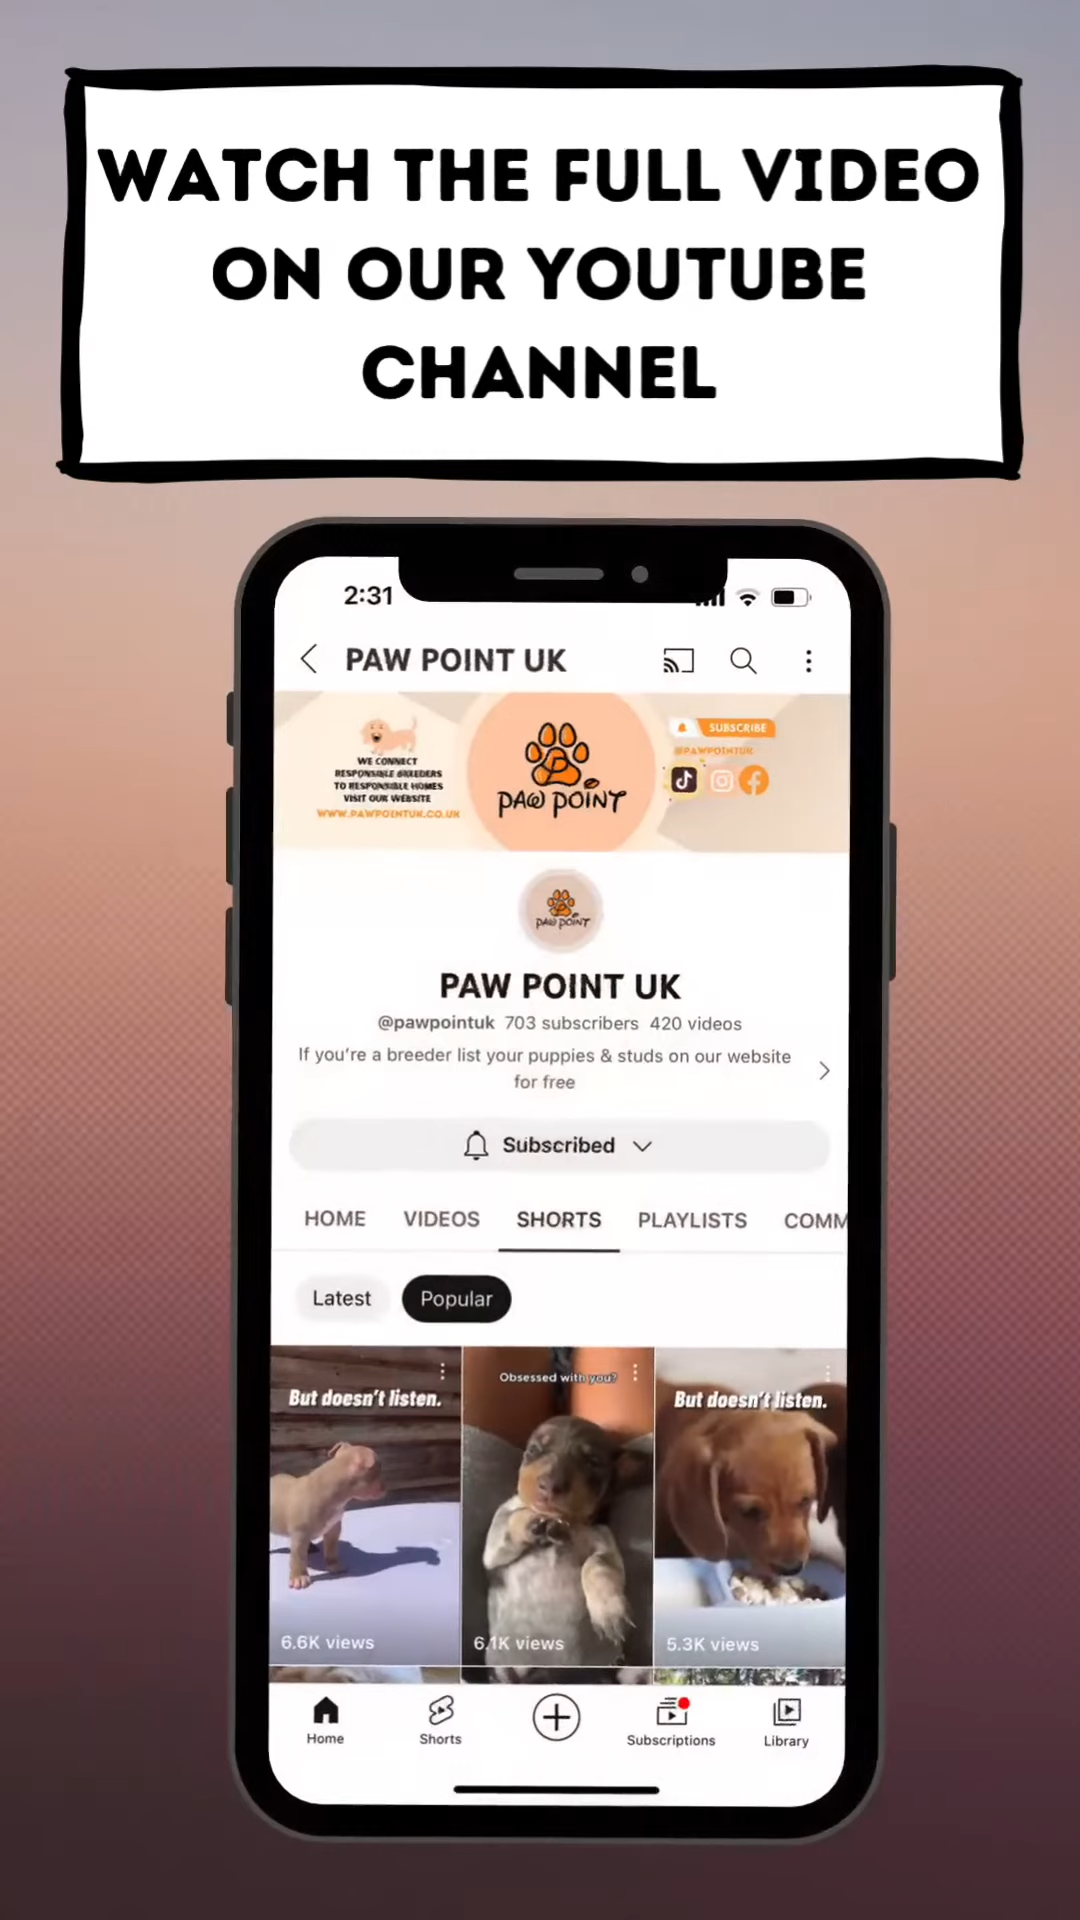 WATCH THE FULL VIDEO
ON OUR YOUTUBE
CHANNEL
2:31
PAW POINT UK
WE CONNECT
RESPONSIBLE BREEDERS
TO RESPONSIBLE HOMES
VISIT OUR WEBSITE
WWW.PAWPOINTUK.CO.UK
PAW POINT
SUBSCRIBE
@PAWPOINTUK
PAW POINT
PAW POINT UK
@pawpointuk 703 subscribers 420 videos
If you're a breeder list your puppies & studs on our website
for free
Subscribed
HOME VIDEOS SHORTS PLAYLISTS COMM
Latest Popular
But doesn't listen.
Obsessed with you?
But doesn't listen.
6.6K views
6.1K views
5.3K views
Home Shorts Subscriptions Library